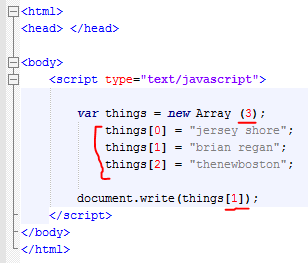 <html>
<head> </head>
<body>
<script type="text/javascript">
var things = new Array (3);
things[0] = "jersey shore";
things[1] = "brian regan";
things[2] = "thenewboston";
document.write(things[1]);
</script>
</body>
</html>